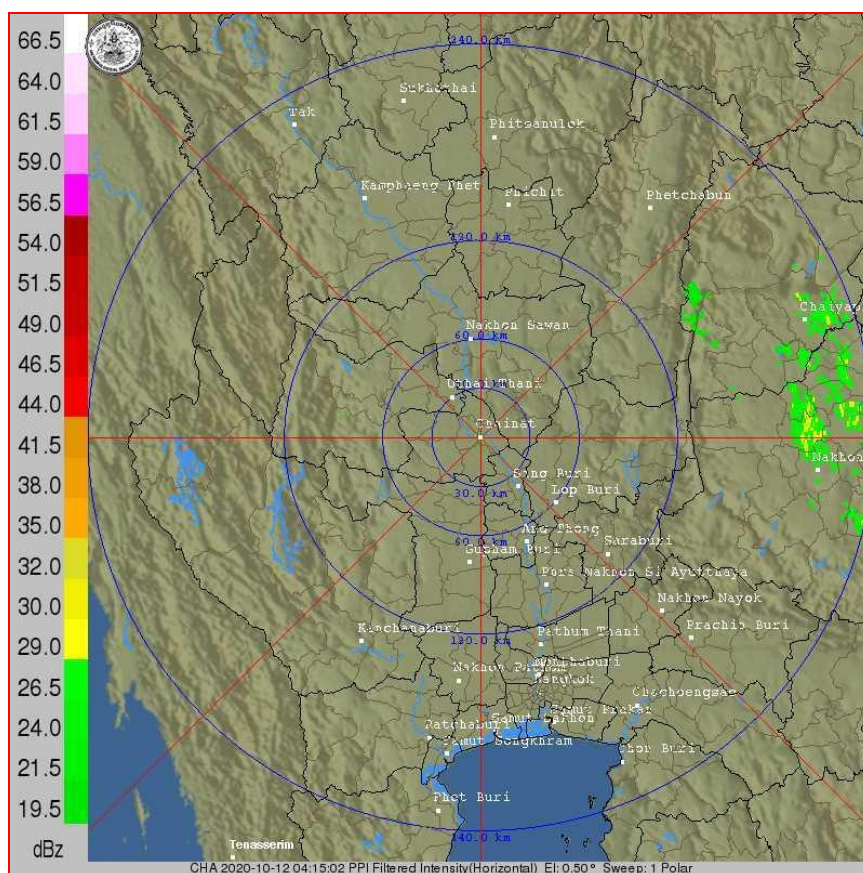 66.5
64.0
61.5
59.0
56.5
54.0
51.5
49.0
46.5
44.0
41.5
38.0
35.0
32.0
30.0
29.0
26.5
24.0
21.5
19.5
dBz
240.0 km
Sukhothai
Tak
Phitsanulok
Kamphaeng Phet
Phichit
Phetchabun
120.0 km
Chaiyap
Nakhon Sawan
60.0 km
Uthai Thani
Chainat
Nakhon
Sing Buri
30.0 km
Lop Buri
Ang Thong
60.0 km
Suphan Buri
Saraburi
Pora Nakhon Si Ayutthaya
Nakhon Nayok
Kanchanaburi
120.0 km
Pathum Thani
Prachin Buri
Nonthaburi
Nakhon Pathom
Bangkok
Chachoengsao
Samut Prakan
Samut Sakhon
Ratchaburi
Samut Songkhram
Chon Buri
Phet Buri
240.0 km
Tenasserim
CHA 2020-10-12 04:15:02 PPI Filtered Intensity(Horizontal) El: 0.50° Sweep: 1 Polar